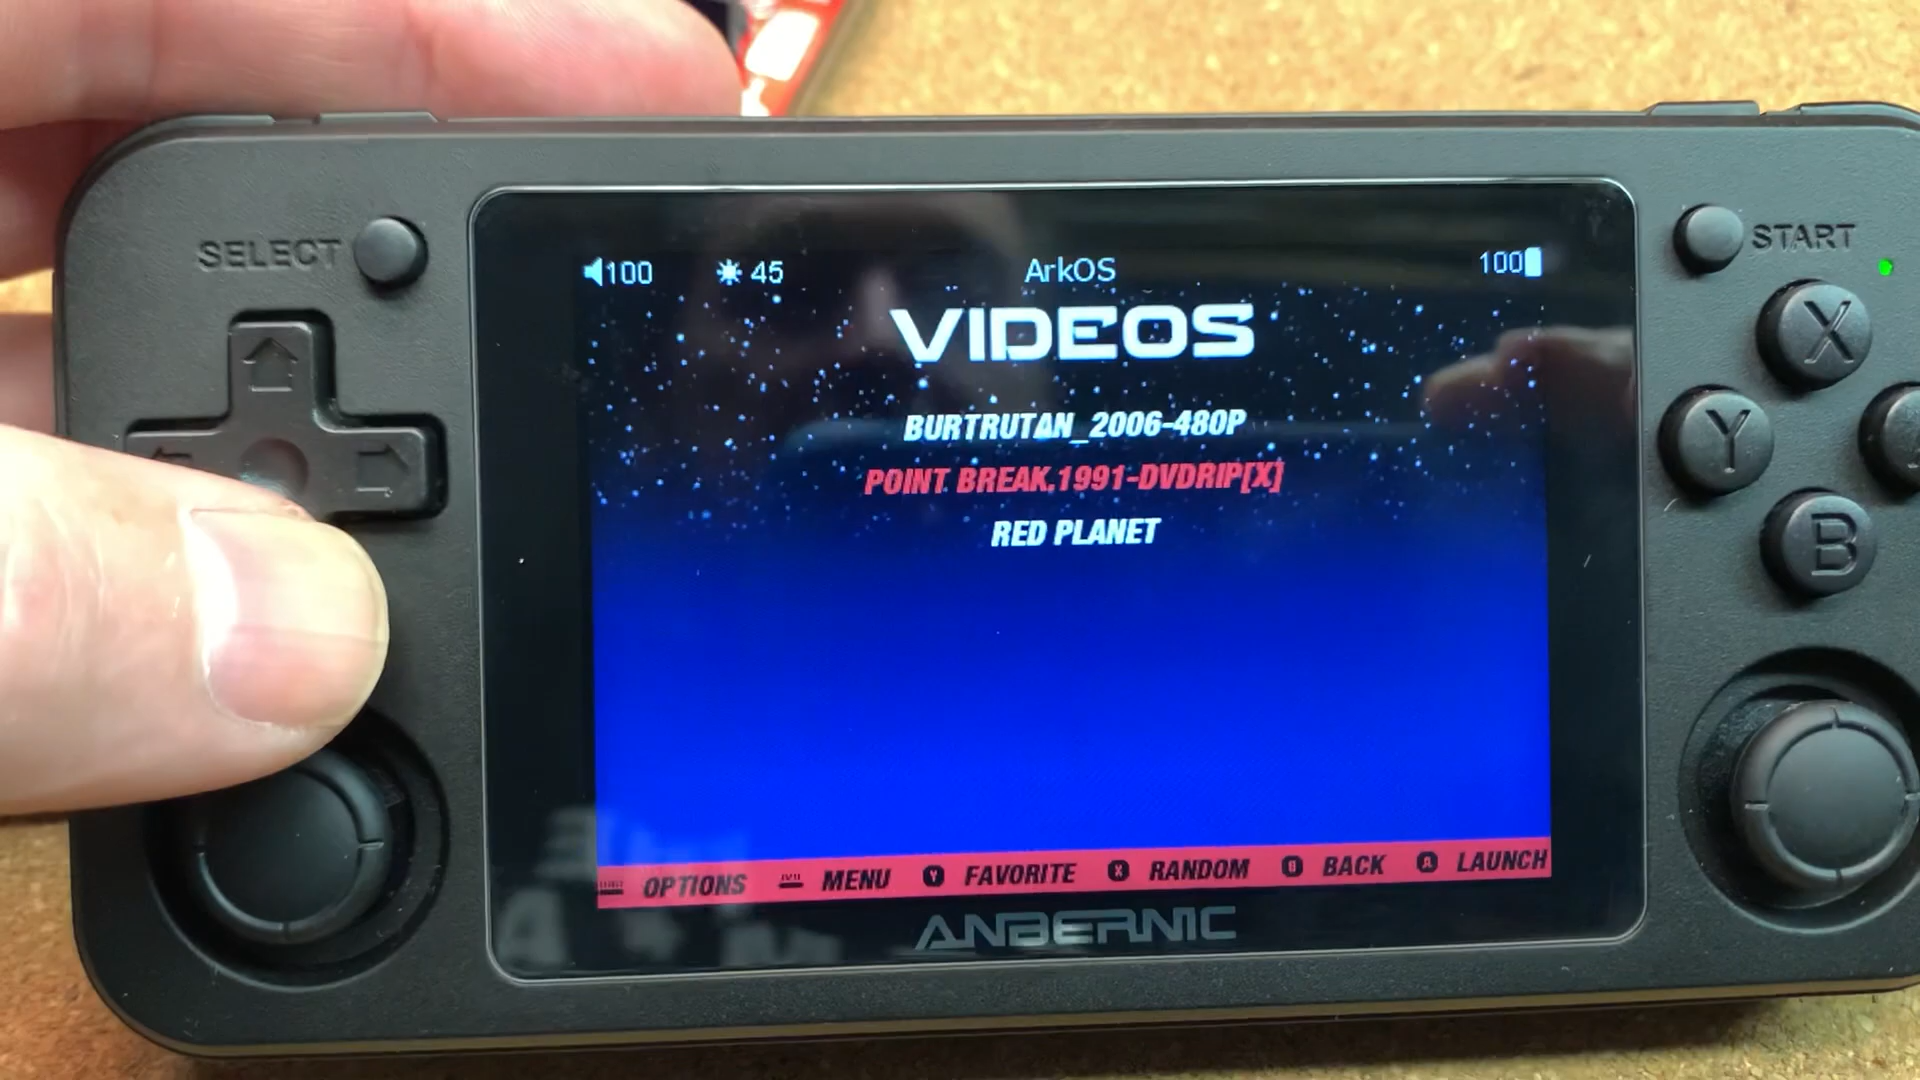 SELECT
START
100 45 ArkOS 100
VIDEOS
BURTRUTAN_2006-480P
POINT BREAK.1991-DVDRIP[X]
RED PLANET
OPTIONS MENU Y FAVORITE X RANDOM B BACK A LAUNCH
ANBERNIC
X
Y
B